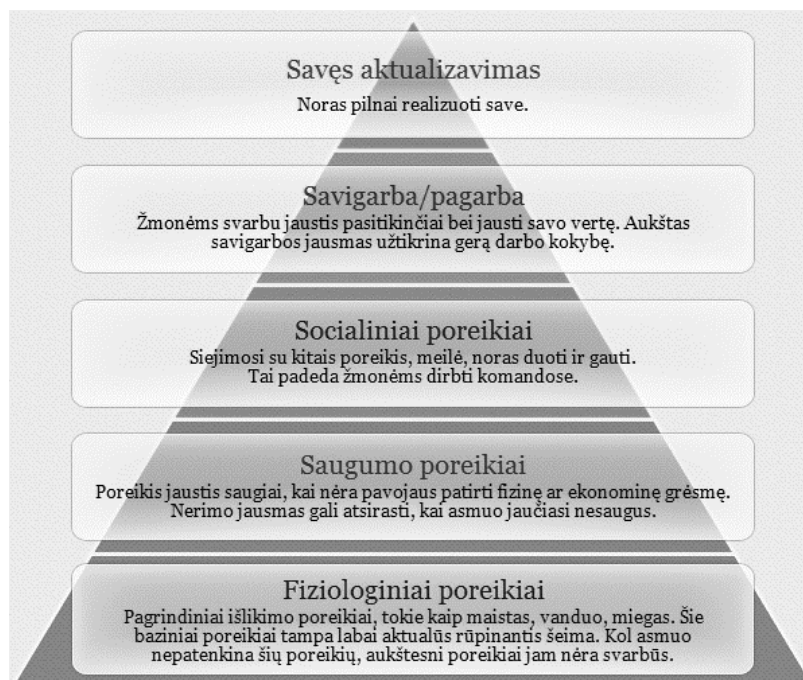 Savęs aktualizavimas
Noras pilnai realizuoti save.
Savigarba/pagarba
Žmonėms svarbu jaustis pasitikinčiai bei jausti savo vertę. Aukštas
savigarbos jausmas užtikrina gerą darbo kokybę.
Socialiniai poreikiai
Siejimosi su kitais poreikis, meilė, noras duoti ir gauti.
Tai padeda žmonėms dirbti komandose.
Saugumo poreikiai
Poreikis jaustis saugiai, kai nėra pavojaus patirti fizinę ar ekonominę grėsmę.
Nerimo jausmas gali atsirasti, kai asmuo jaučiasi nesaugus.
Fiziologiniai poreikiai
Pagrindiniai išlikimo poreikiai, tokie kaip maistas, vanduo, miegas. Šie
baziniai poreikiai tampa labai aktualūs rūpinantis šeima. Kol asmuo
nepatenkina šių poreikių, aukštesni poreikiai jam nėra svarbūs.